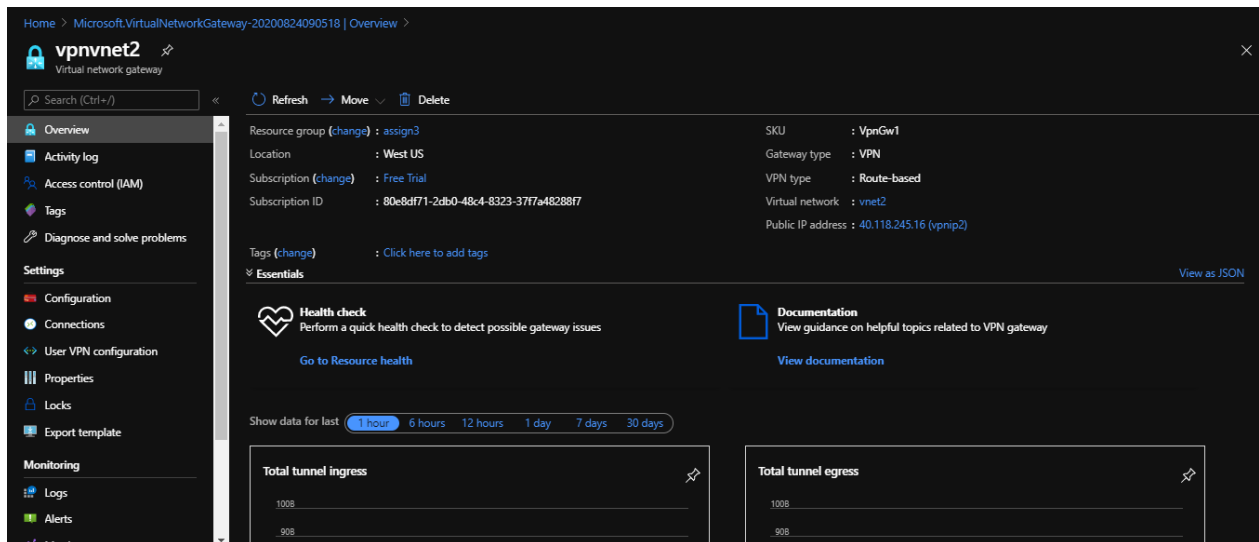 Home > Microsoft.VirtualNetworkGateway-20200824090518 | Overview >
vpnvnet2
Virtual network gateway
Search (Ctrl+/)
«
Overview
Activity log
Access control (IAM)
Tags
Diagnose and solve problems
Settings
Configuration
Connections
User VPN configuration
Properties
Locks
Export template
Monitoring
Logs
Alerts
Refresh Move Delete
Resource group (change) : assign3
Location : West US
Subscription (change) : Free Trial
Subscription ID : 80e8df71-2db0-48c4-8323-37f7a48288f7
Tags (change) : Click here to add tags
SKU : VpnGw1
Gateway type : VPN
VPN type : Route-based
Virtual network : vnet2
Public IP address : 40.118.245.16 (vpnip2)
Essentials
View as JSON
Health check
Perform a quick health check to detect possible gateway issues
Go to Resource health
Documentation
View guidance on helpful topics related to VPN gateway
View documentation
Show data for last 1 hour 6 hours 12 hours 1 day 7 days 30 days
Total tunnel ingress
100B
90B
Total tunnel egress
100B
90B